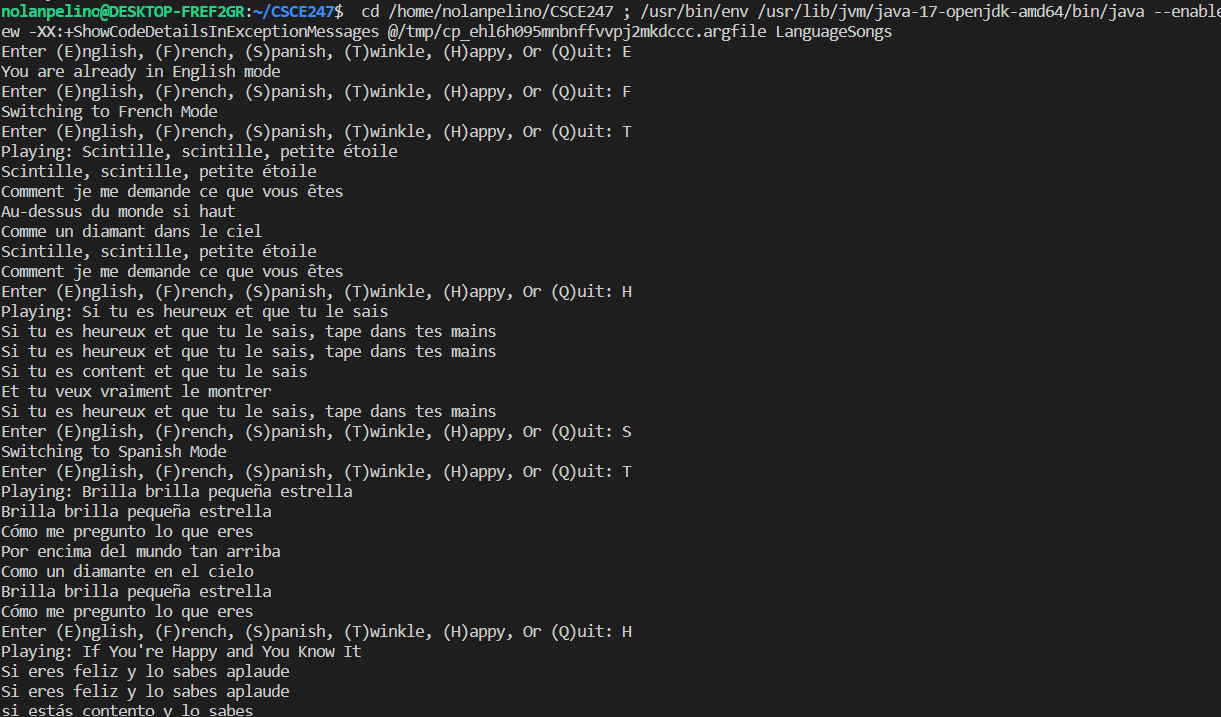 nolanpelino@DESKTOP-FREF2GR:~/CSCE247$  cd /home/nolanpelino/CSCE247 ; /usr/bin/env /usr/lib/jvm/java-17-openjdk-amd64/bin/java --enable
ew -XX:+ShowCodeDetailsInExceptionMessages @/tmp/cp_ehl6h095mnbnffvvpj2mkdccc.argfile LanguageSongs
Enter (E)nglish, (F)rench, (S)panish, (T)winkle, (H)appy, Or (Q)uit: E
You are already in English mode
Enter (E)nglish, (F)rench, (S)panish, (T)winkle, (H)appy, Or (Q)uit: F
Switching to French Mode
Enter (E)nglish, (F)rench, (S)panish, (T)winkle, (H)appy, Or (Q)uit: T
Playing: Scintille, scintille, petite étoile
Scintille, scintille, petite étoile
Comment je me demande ce que vous êtes
Au-dessus du monde si haut
Comme un diamant dans le ciel
Scintille, scintille, petite étoile
Comment je me demande ce que vous êtes
Enter (E)nglish, (F)rench, (S)panish, (T)winkle, (H)appy, Or (Q)uit: H
Playing: Si tu es heureux et que tu le sais
Si tu es heureux et que tu le sais, tape dans tes mains
Si tu es heureux et que tu le sais, tape dans tes mains
Si tu es content et que tu le sais
Et tu veux vraiment le montrer
Si tu es heureux et que tu le sais, tape dans tes mains
Enter (E)nglish, (F)rench, (S)panish, (T)winkle, (H)appy, Or (Q)uit: S
Switching to Spanish Mode
Enter (E)nglish, (F)rench, (S)panish, (T)winkle, (H)appy, Or (Q)uit: T
Playing: Brilla brilla pequeña estrella
Brilla brilla pequeña estrella
Cómo me pregunto lo que eres
Por encima del mundo tan arriba
Como un diamante en el cielo
Brilla brilla pequeña estrella
Cómo me pregunto lo que eres
Enter (E)nglish, (F)rench, (S)panish, (T)winkle, (H)appy, Or (Q)uit: H
Playing: If You're Happy and You Know It
Si eres feliz y lo sabes aplaude
Si eres feliz y lo sabes aplaude
si estás contento y lo sabes